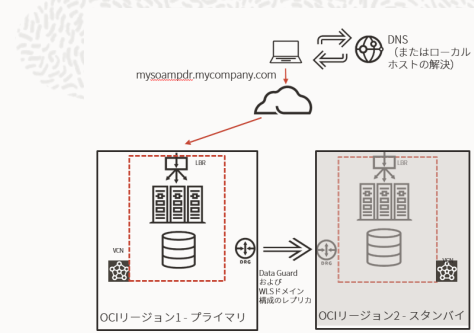 DNS
(またはローカル
ホストの解決)
mysoampdr.mycompany.com
LBR
LBR
VCN
DRG
DRG
VCN
Data Guard
および
WLSドメイン
構成のレプリカ
OCIリージョン1 - プライマリ
OCIリージョン2 - スタンバイ